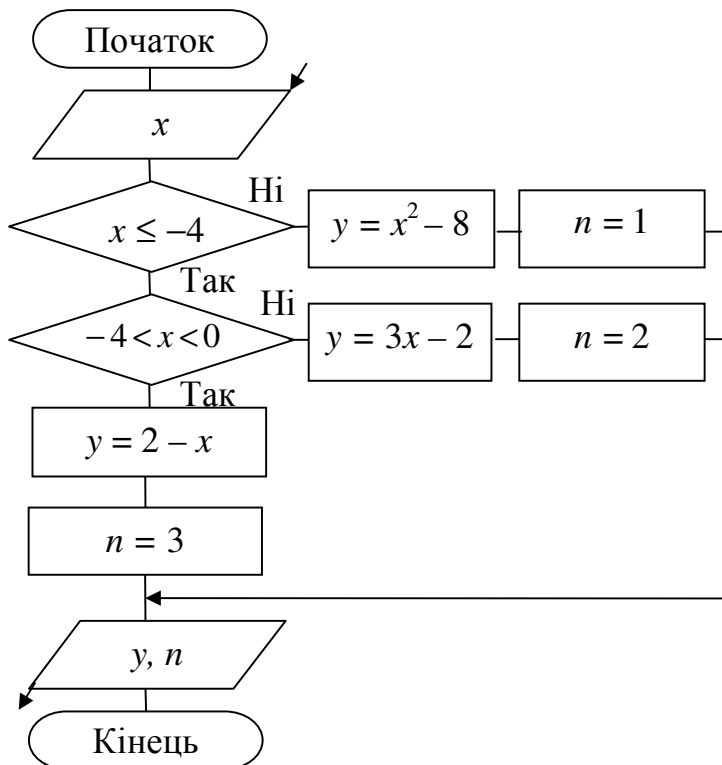 Початок
x
Ні
x ≤ −4
y = x² − 8
n = 1
Так
Ні
−4 < x < 0
y = 3x − 2
n = 2
Так
y = 2 − x
n = 3
y, n
Кінець